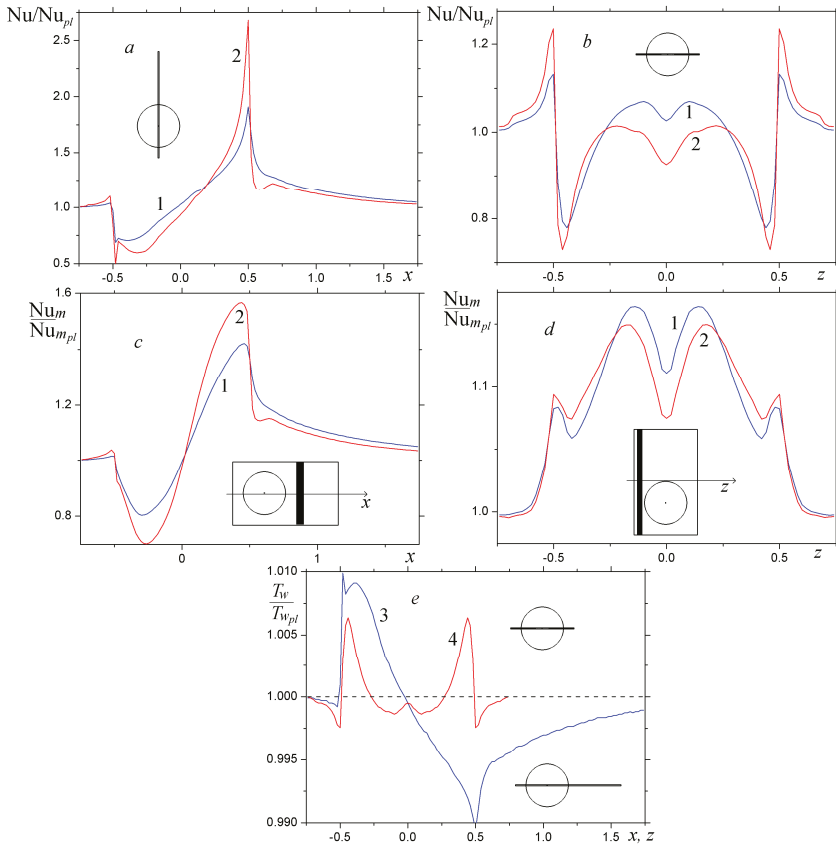 Nu/Nu_pl
a
2
1
2.5
2.0
1.5
1.0
0.5
-0.5 0.0 0.5 1.0 1.5 x
Nu/Nu_pl
b
1
2
1.2
1.0
0.8
-0.5 0.0 0.5 z
Nu_m
Nu_m_pl
c
2
1
x
1.6
1.2
0.8
0 1 x
Nu_m
Nu_m_pl
d
1
2
z
1.1
1.0
-0.5 0.0 0.5 z
T_w
T_w_pl
e
3
4
1.010
1.005
1.000
0.995
0.990
-0.5 0.0 0.5 1.0 1.5 x, z